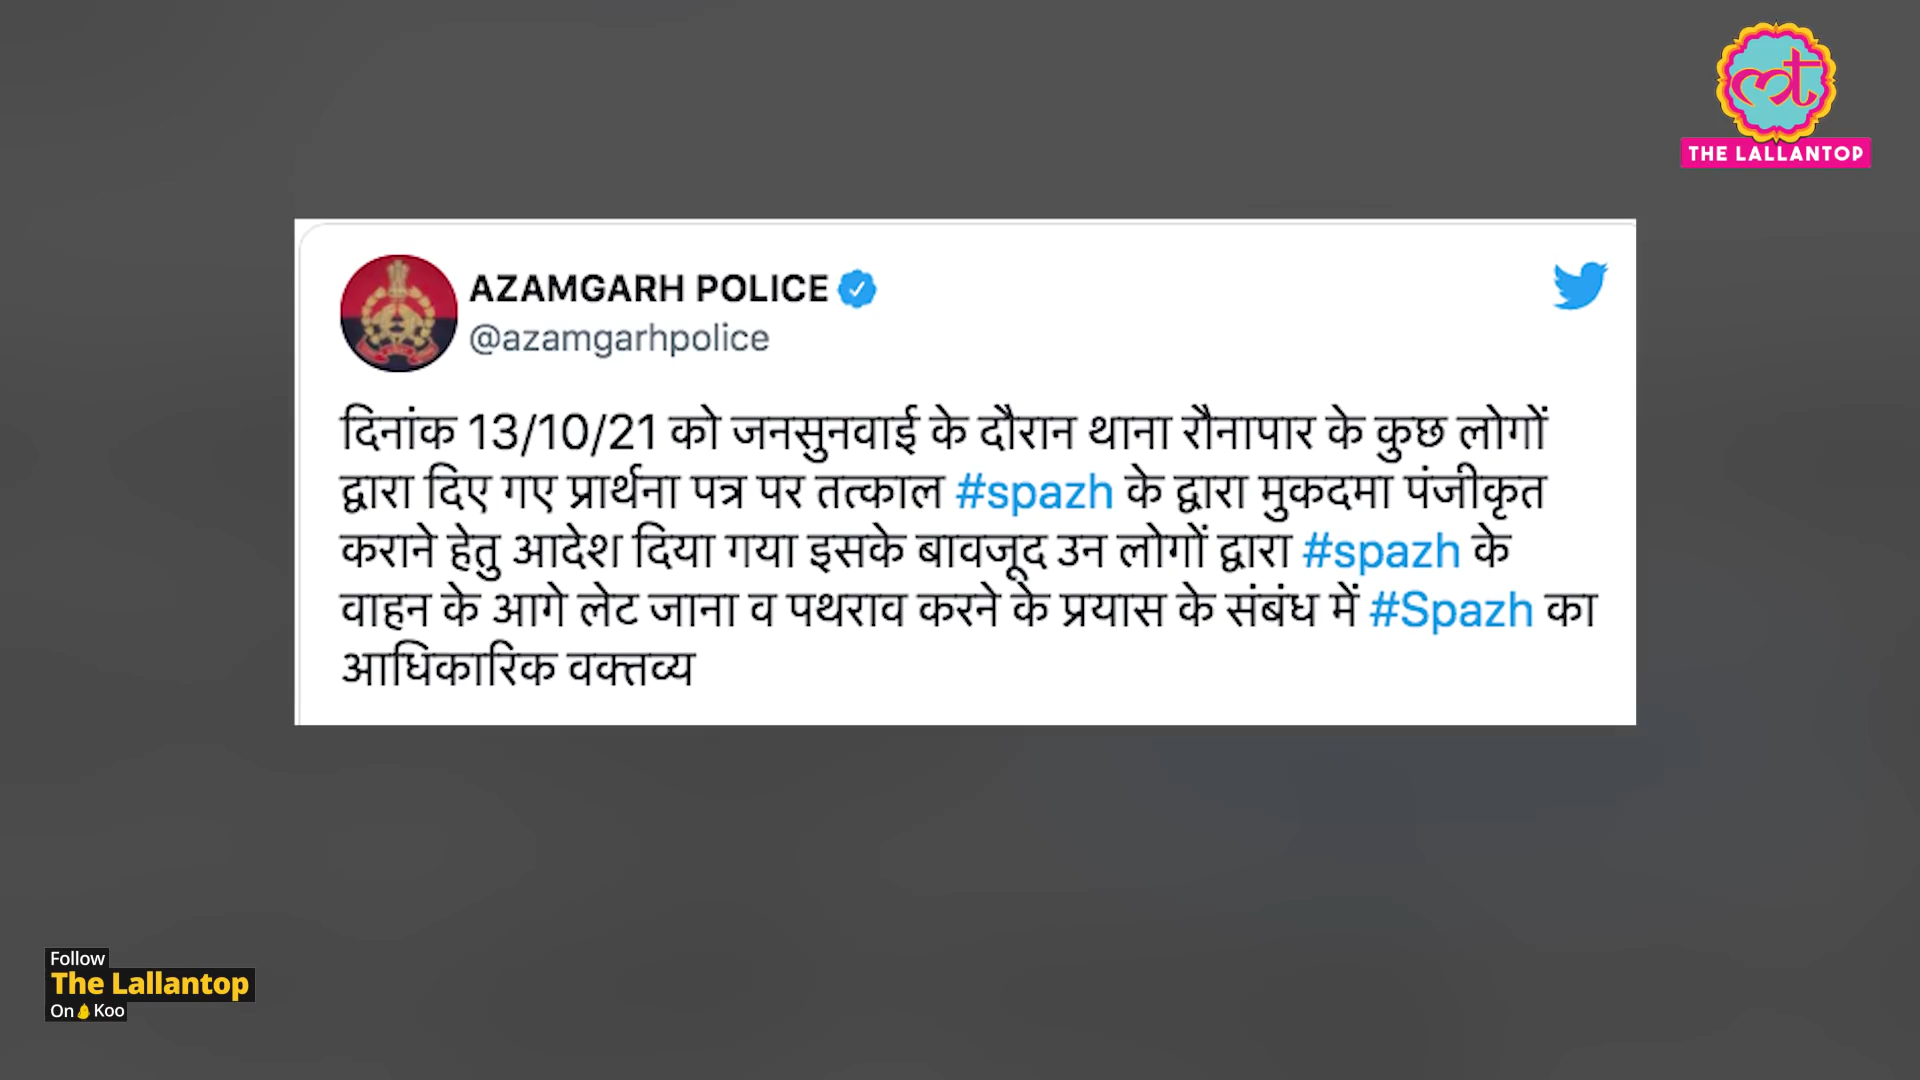 THE LALLANTOP
AZAMGARH POLICE
@azamgarhpolice
दिनांक 13/10/21 को जनसुनवाई के दौरान थाना रौनापार के कुछ लोगों
द्वारा दिए गए प्रार्थना पत्र पर तत्काल #spazh के द्वारा मुकदमा पंजीकृत
कराने हेतु आदेश दिया गया इसके बावजूद उन लोगों द्वारा #spazh के
वाहन के आगे लेट जाना व पथराव करने के प्रयास के संबंध में #Spazh का
आधिकारिक वक्तव्य
Follow
The Lallantop
On Koo